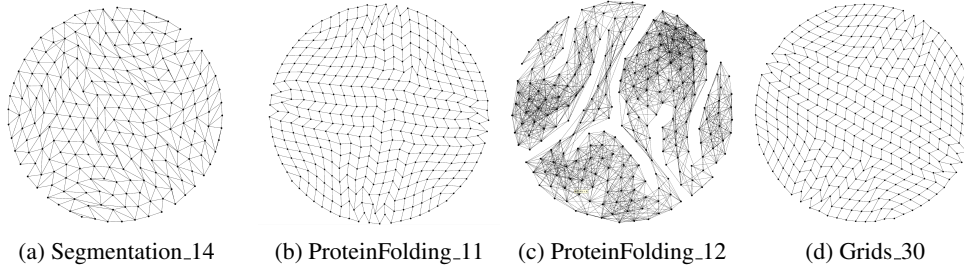 (a) Segmentation_14 (b) ProteinFolding_11 (c) ProteinFolding_12 (d) Grids_30